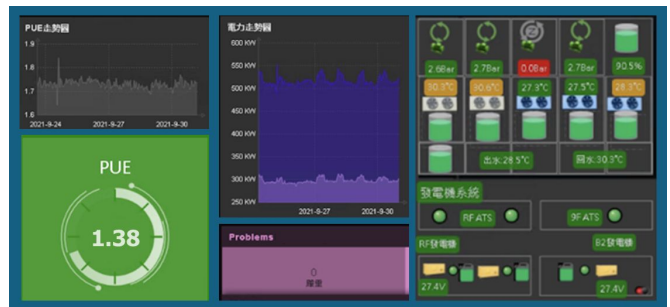 PUE走勢圖
1.9
1.8
1.7
1.6
2021-9-24
2021-9-27
2021-9-30
PUE
1.38
電力走勢圖
600 KW
550 KW
500 KW
450 KW
400 KW
350 KW
300 KW
250 KW
2021-9-27
2021-9-30
Problems
0
2.6Bar
2.7Bar
0.0Bar
2.7Bar
90.5%
30.3°C
30.6°C
27.3°C
27.5°C
28.3°C
出水:28.5°C
回水:30.3°C
發電機系統
RF ATS
9F ATS
RF發電機
B2發電機
27.4V
27.4V